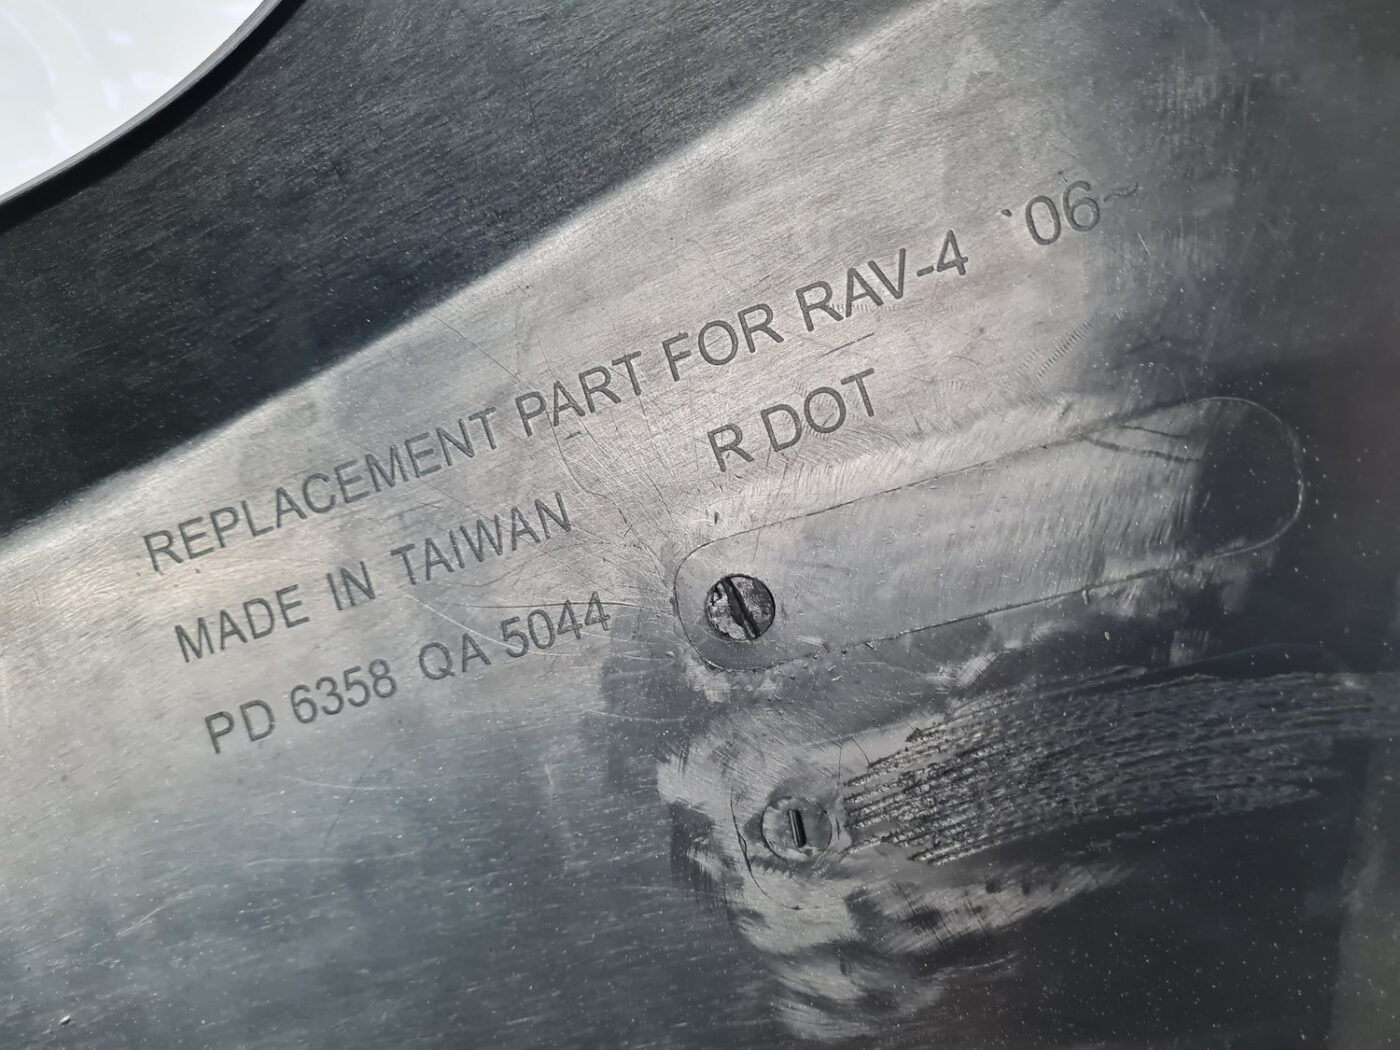 REPLACEMENT PART FOR RAV-4 `06~
R DOT
MADE IN TAIWAN
PD 6358 QA 5044